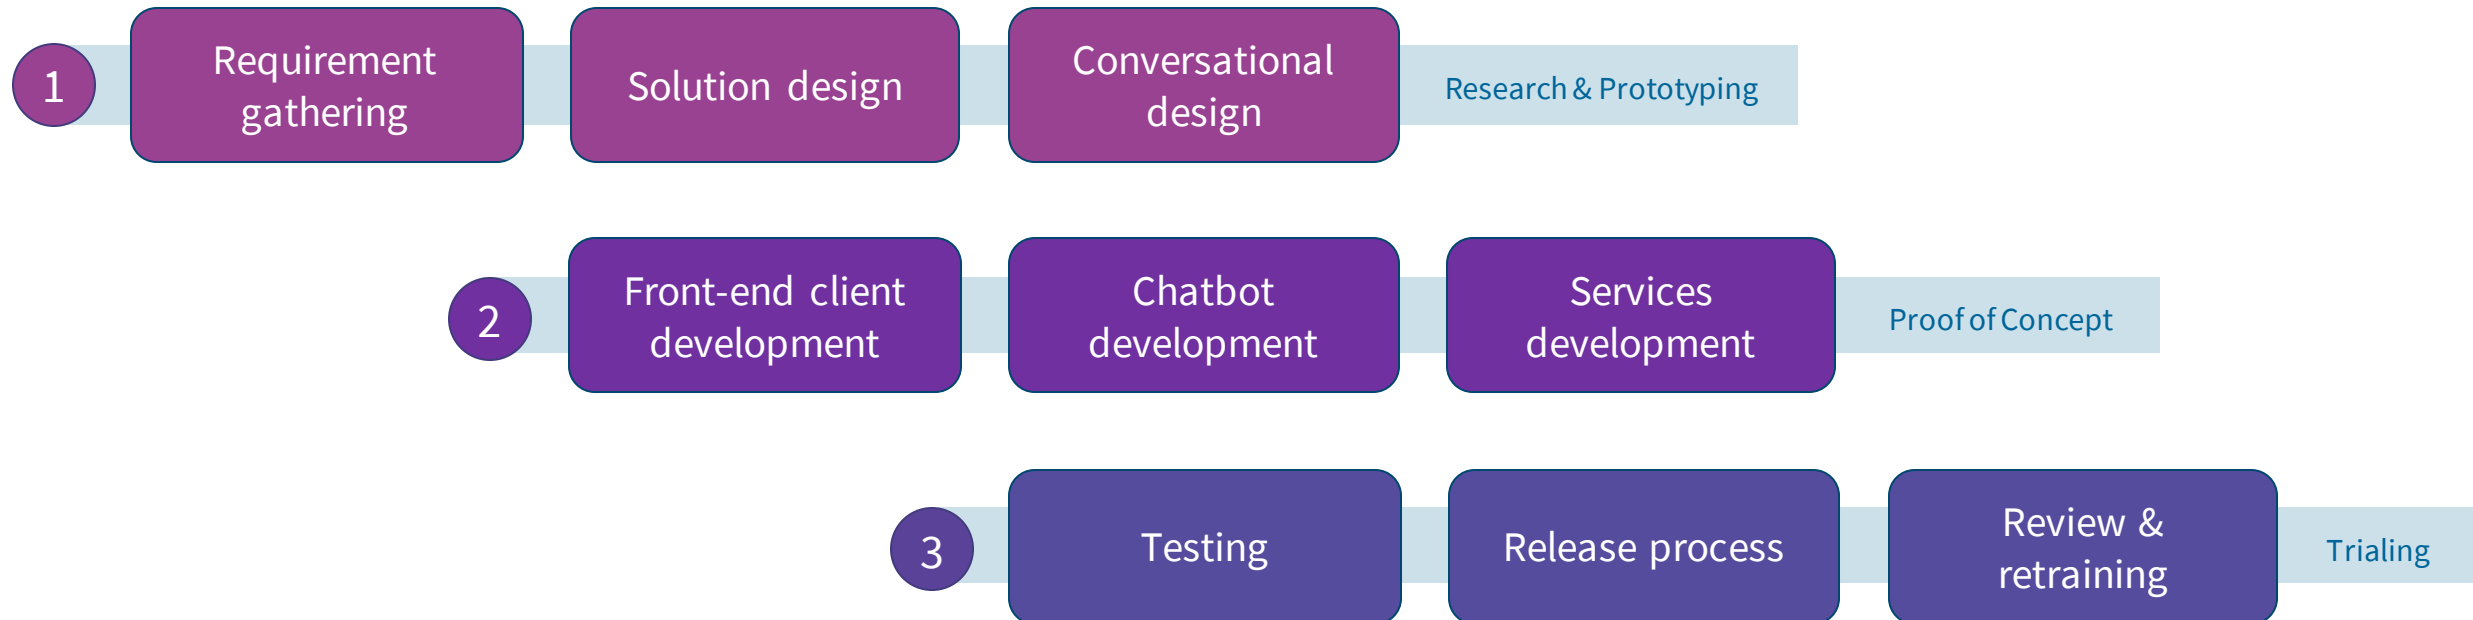 1
Requirement
gathering
Solution design
Conversational
design
Research & Prototyping
2
Front-end client
development
Chatbot
development
Services
development
Proof of Concept
3
Testing
Release process
Review &
retraining
Trialing